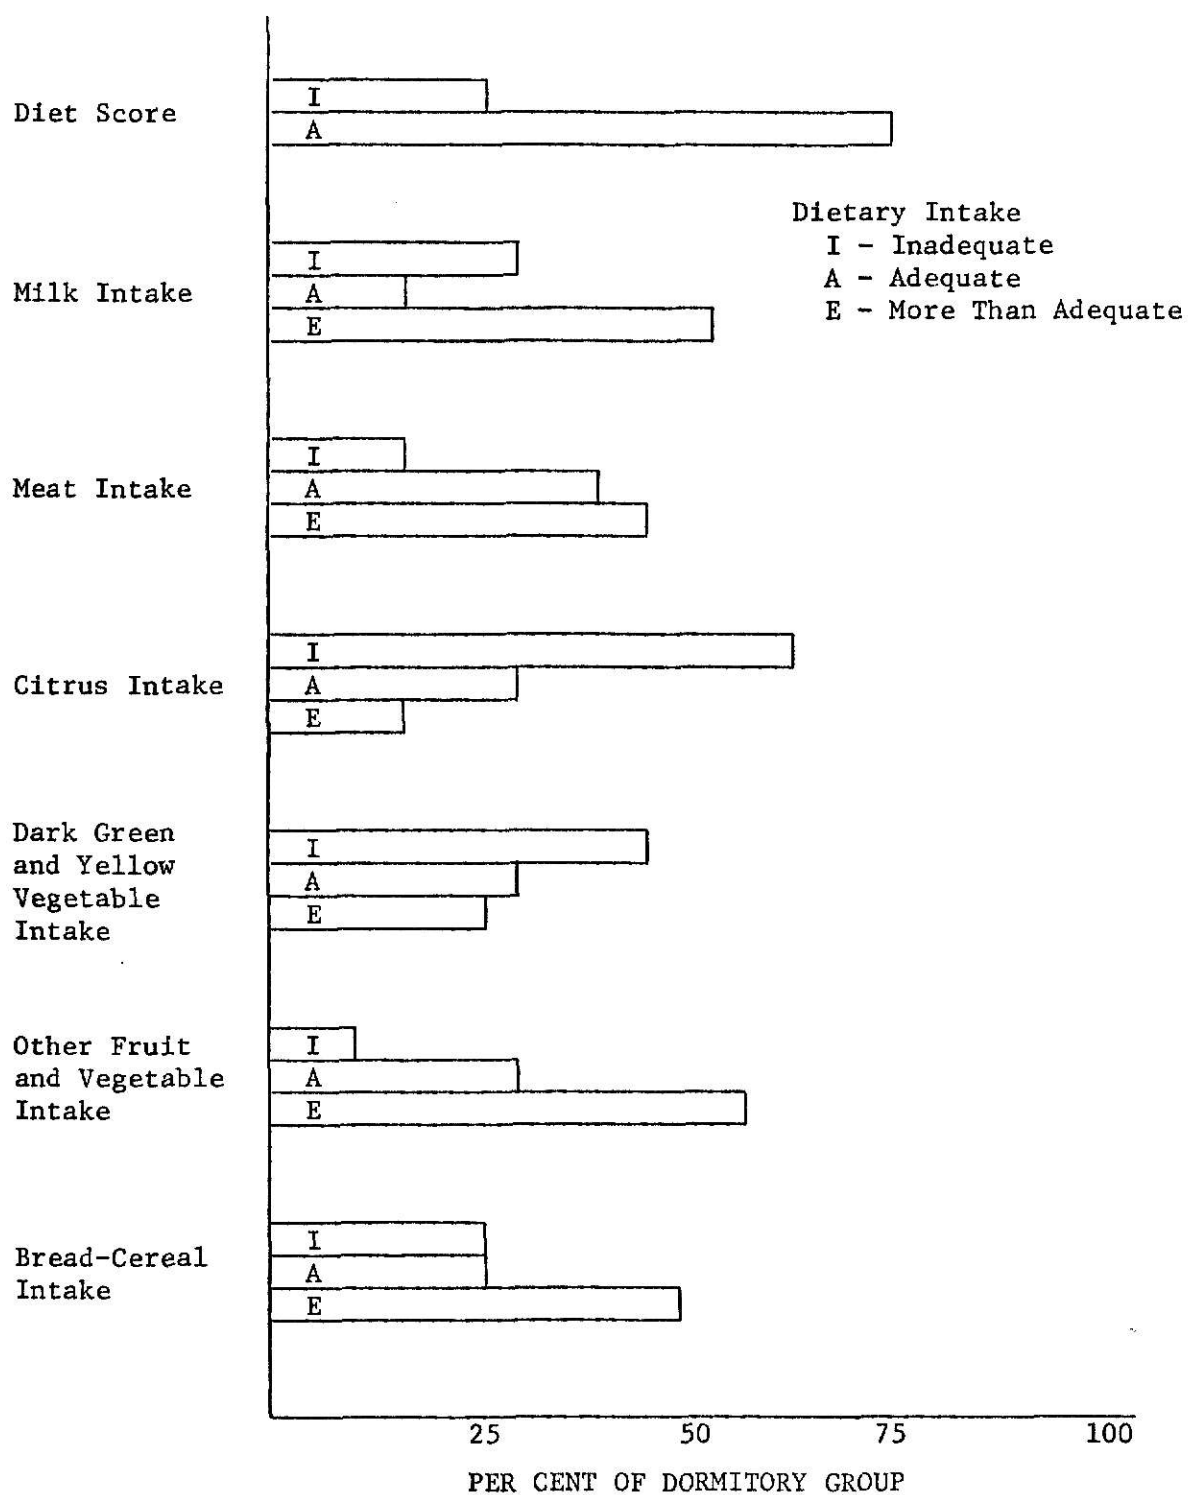 Diet Score
I
A
Dietary Intake
I - Inadequate
A - Adequate
E - More Than Adequate
Milk Intake
I
A
E
Meat Intake
I
A
E
Citrus Intake
I
A
E
Dark Green
and Yellow
Vegetable
Intake
I
A
E
Other Fruit
and Vegetable
Intake
I
A
E
Bread-Cereal
Intake
I
A
E
25 50 75 100
PER CENT OF DORMITORY GROUP